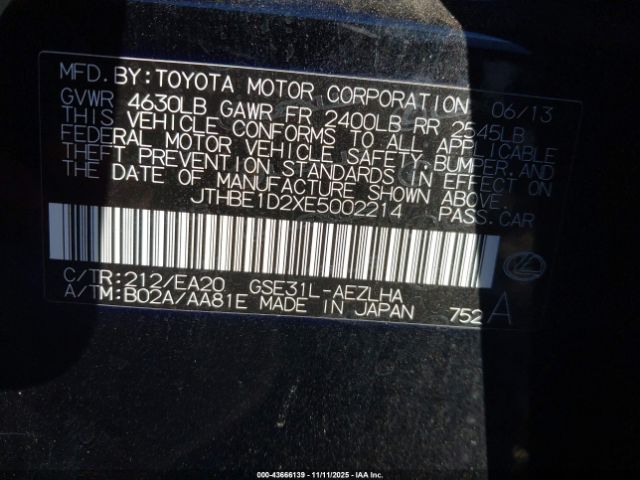 MFD. BY: TOYOTA MOTOR CORPORATION 06/13
GVWR 4630LB GAWR FR 2400LB RR 2545LB
THIS VEHICLE CONFORMS TO ALL APPLICABLE
FEDERAL MOTOR VEHICLE SAFETY, BUMPER, AND
THEFT PREVENTION STANDARDS IN EFFECT ON
THE DATE OF MANUFACTURE SHOWN ABOVE.
JTHBE1D2XE5002214 PASS. CAR
C/TR: 212/EA20 GSE31L-AEZLHA
A/TM: B02A/AA81E MADE IN JAPAN 752 A
000-43666139 - 11/11/2025 - IAA Inc.